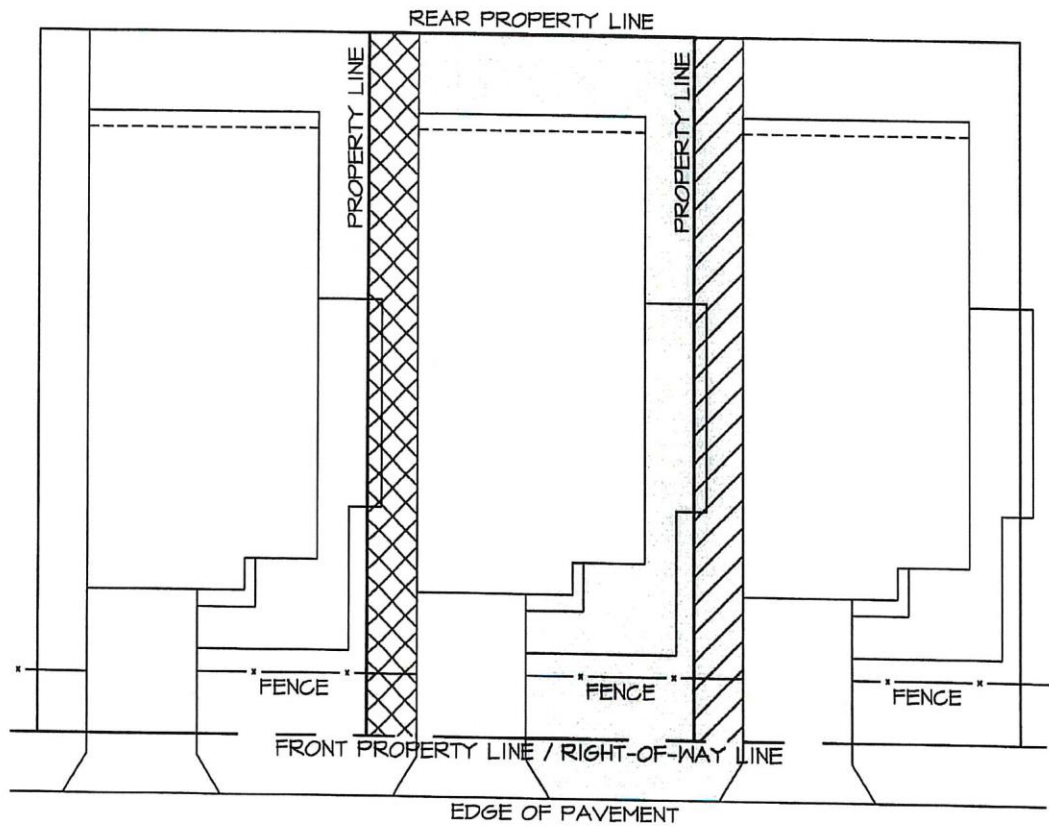 REAR PROPERTY LINE
PROPERTY LINE
PROPERTY LINE
FENCE
FENCE
FENCE
FRONT PROPERTY LINE / RIGHT-OF-WAY LINE
EDGE OF PAVEMENT